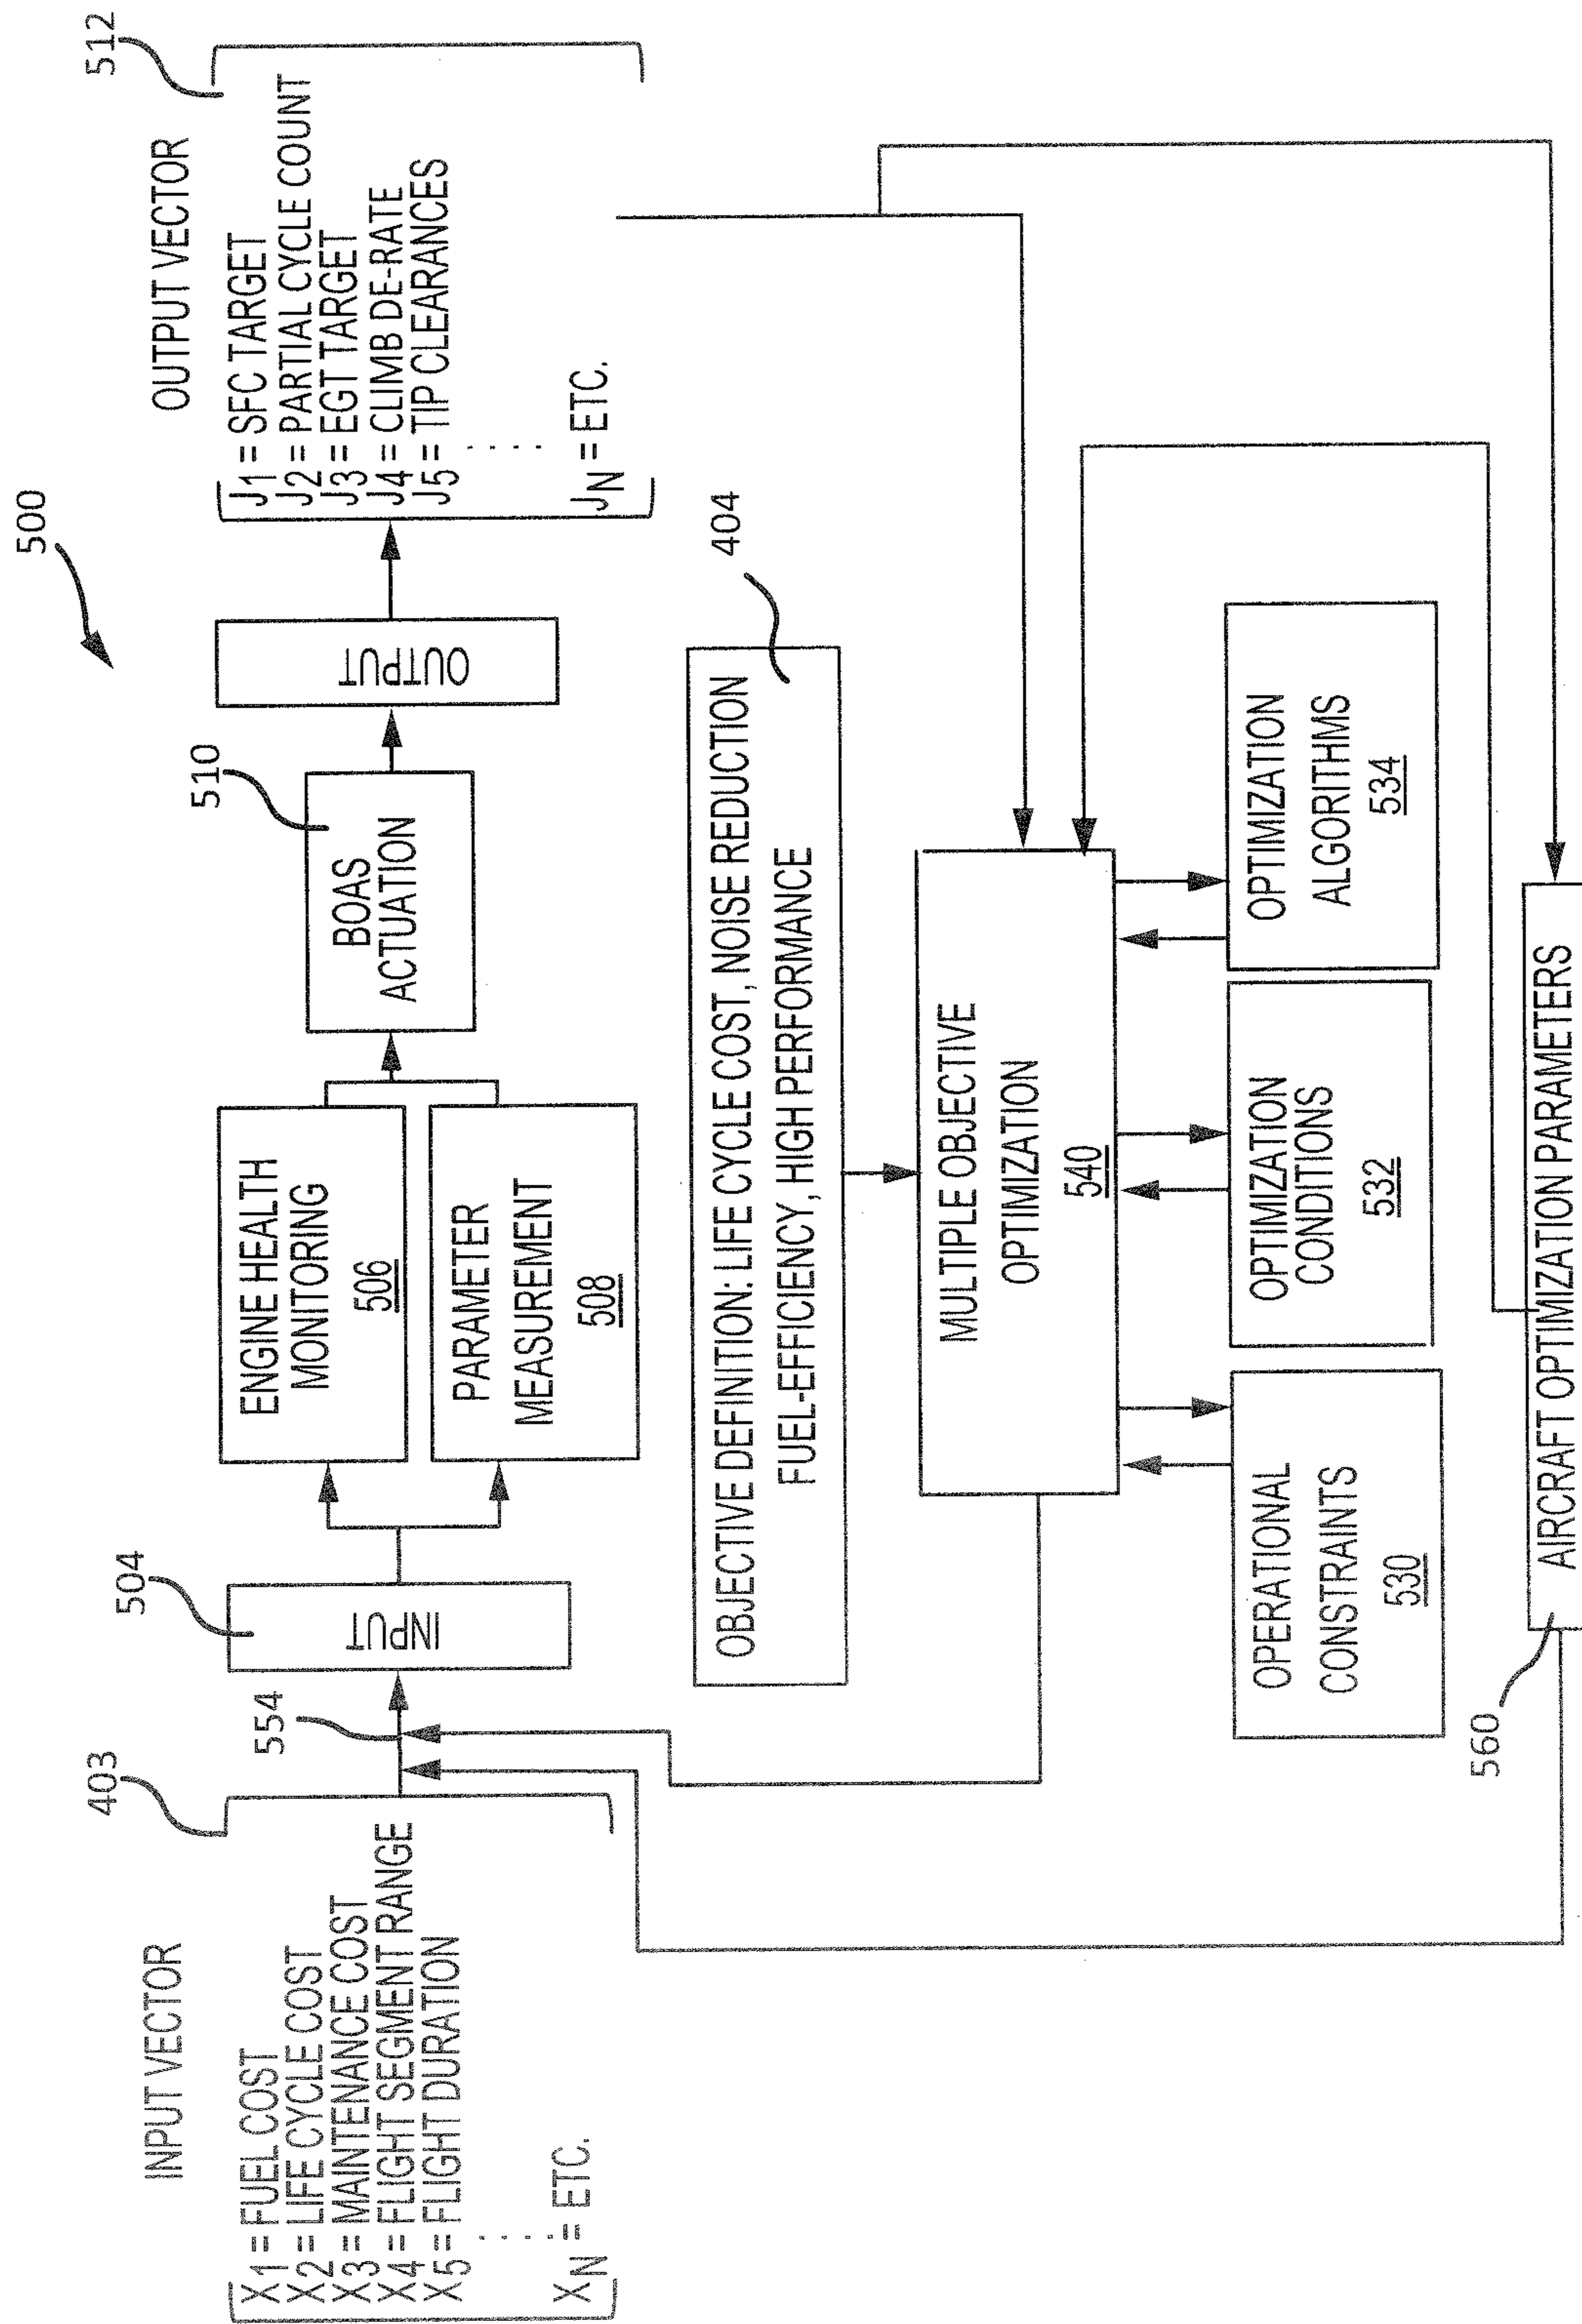 500
INPUT VECTOR
403
X1 = FUEL COST
X2 = LIFE CYCLE COST
X3 = MAINTENANCE COST
X4 = FLIGHT SEGMENT RANGE
X5 = FLIGHT DURATION
. . . . .
XN = ETC.
554
504
INPUT
ENGINE HEALTH
MONITORING
506
PARAMETER
MEASUREMENT
508
510
BOAS
ACTUATION
OUTPUT
OUTPUT VECTOR
512
J1 = SFC TARGET
J2 = PARTIAL CYCLE COUNT
J3 = EGT TARGET
J4 = CLIMB DE-RATE
J5 = TIP CLEARANCES
. . . . .
JN = ETC.
404
OBJECTIVE DEFINITION: LIFE CYCLE COST, NOISE REDUCTION
FUEL-EFFICIENCY, HIGH PERFORMANCE
MULTIPLE OBJECTIVE
OPTIMIZATION
540
OPERATIONAL
CONSTRAINTS
530
OPTIMIZATION
CONDITIONS
532
OPTIMIZATION
ALGORITHMS
534
560
AIRCRAFT OPTIMIZATION PARAMETERS